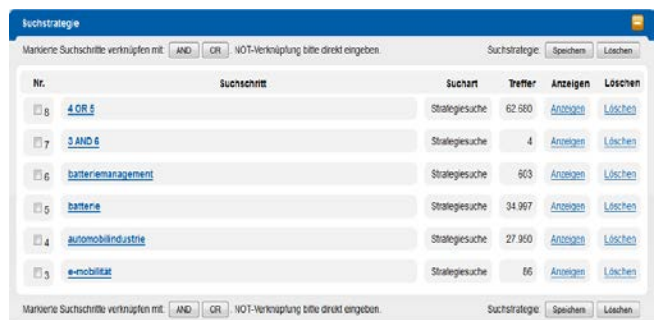 Suchstrategie
Markierte Suchschritte verknüpfen mit: AND OR . NOT-Verknüpfung bitte direkt eingeben. Suchstrategie: Speichern Löschen
Nr. Suchschritt Suchart Treffer Anzeigen Löschen
8 4 OR 5 Strategiesuche 62.680 Anzeigen Löschen
7 3 AND 6 Strategiesuche 4 Anzeigen Löschen
6 batteriemanagement Strategiesuche 603 Anzeigen Löschen
5 batterie Strategiesuche 34.997 Anzeigen Löschen
4 automobilindustrie Strategiesuche 27.950 Anzeigen Löschen
3 e-mobilität Strategiesuche 86 Anzeigen Löschen
Markierte Suchschritte verknüpfen mit: AND OR . NOT-Verknüpfung bitte direkt eingeben. Suchstrategie: Speichern Löschen